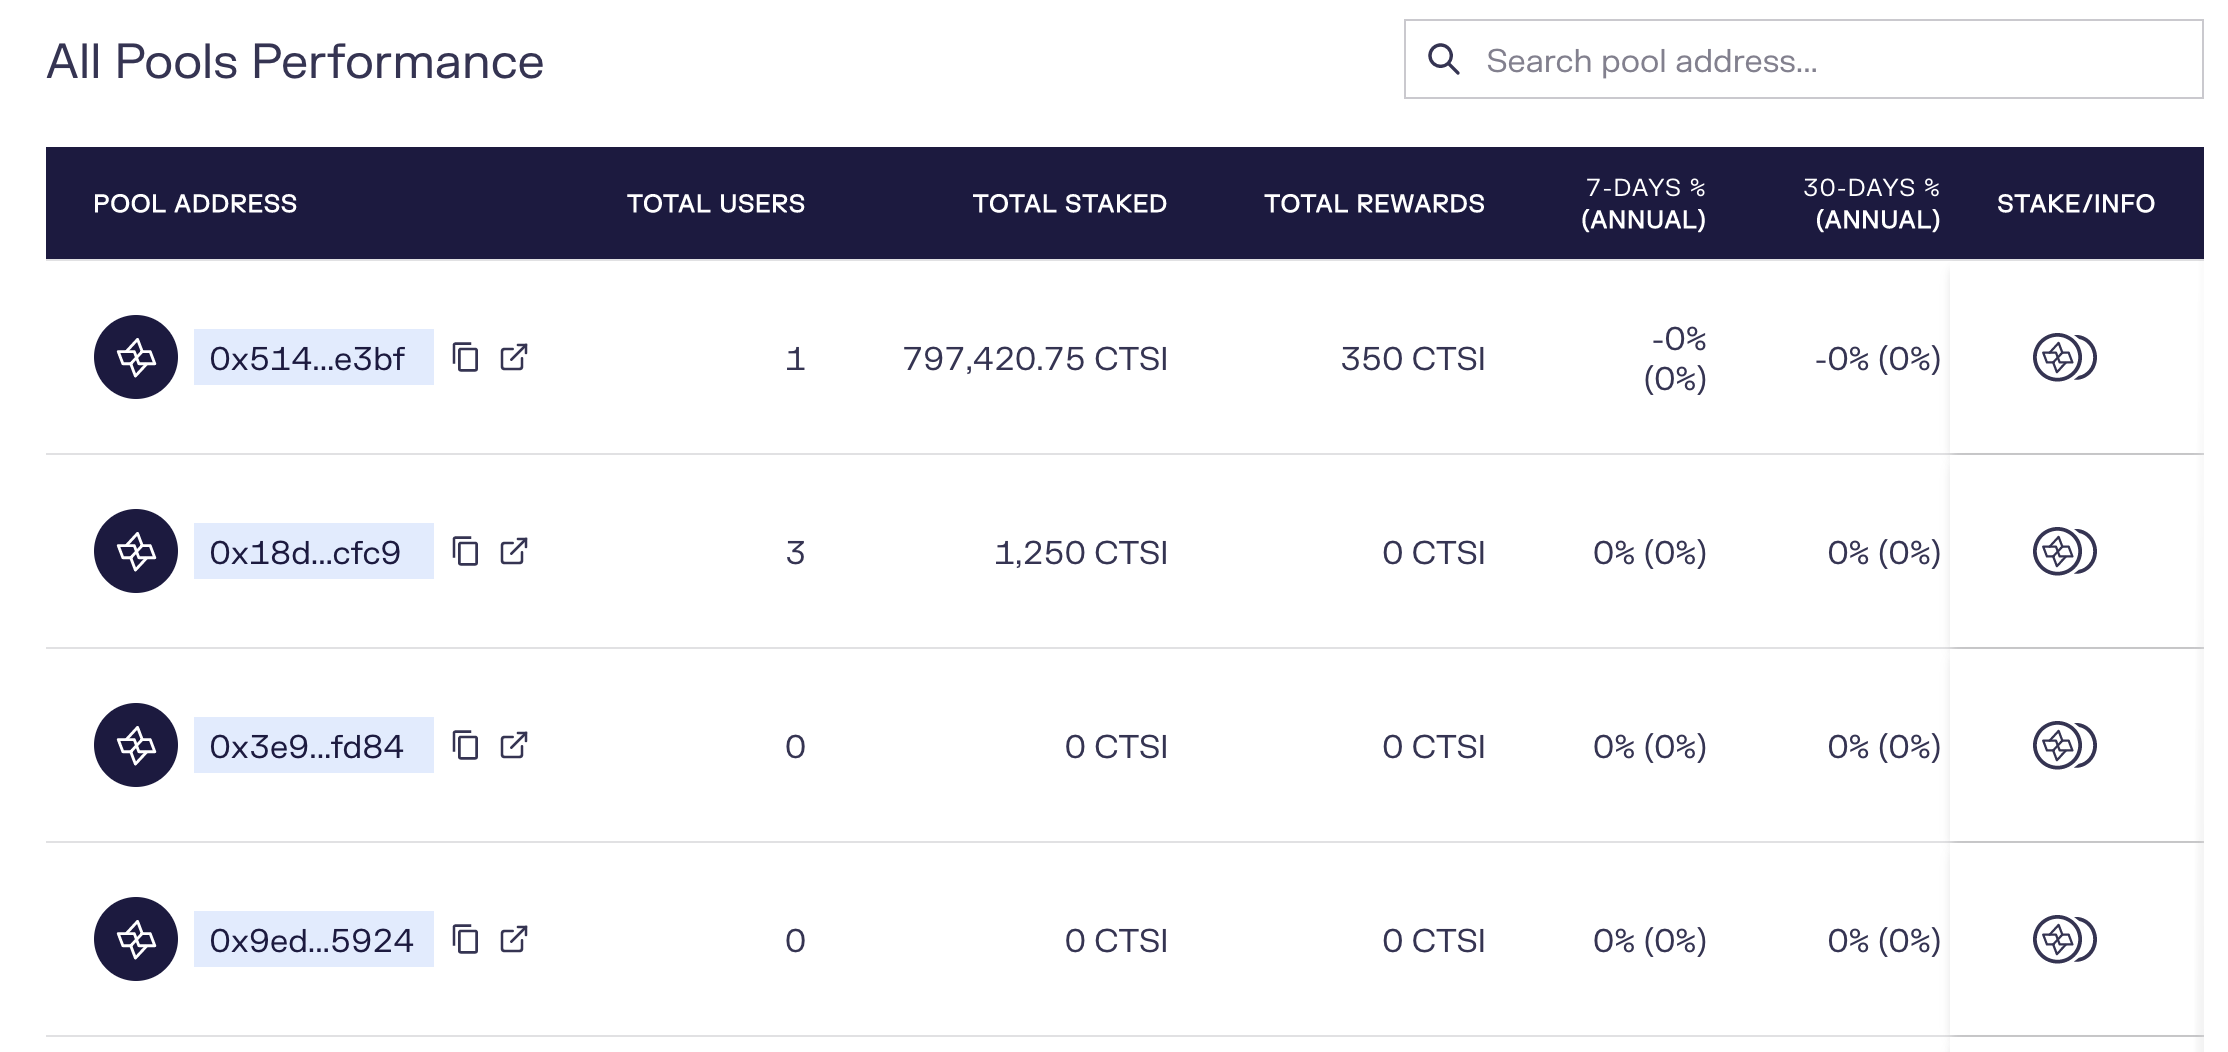 All Pools Performance
Search pool address...
POOL ADDRESS TOTAL USERS TOTAL STAKED TOTAL REWARDS 7-DAYS % (ANNUAL) 30-DAYS % (ANNUAL) STAKE/INFO
0x514...e3bf 1 797,420.75 CTSI 350 CTSI -0% (0%) -0% (0%)
0x18d...cfc9 3 1,250 CTSI 0 CTSI 0% (0%) 0% (0%)
0x3e9...fd84 0 0 CTSI 0 CTSI 0% (0%) 0% (0%)
0x9ed...5924 0 0 CTSI 0 CTSI 0% (0%) 0% (0%)